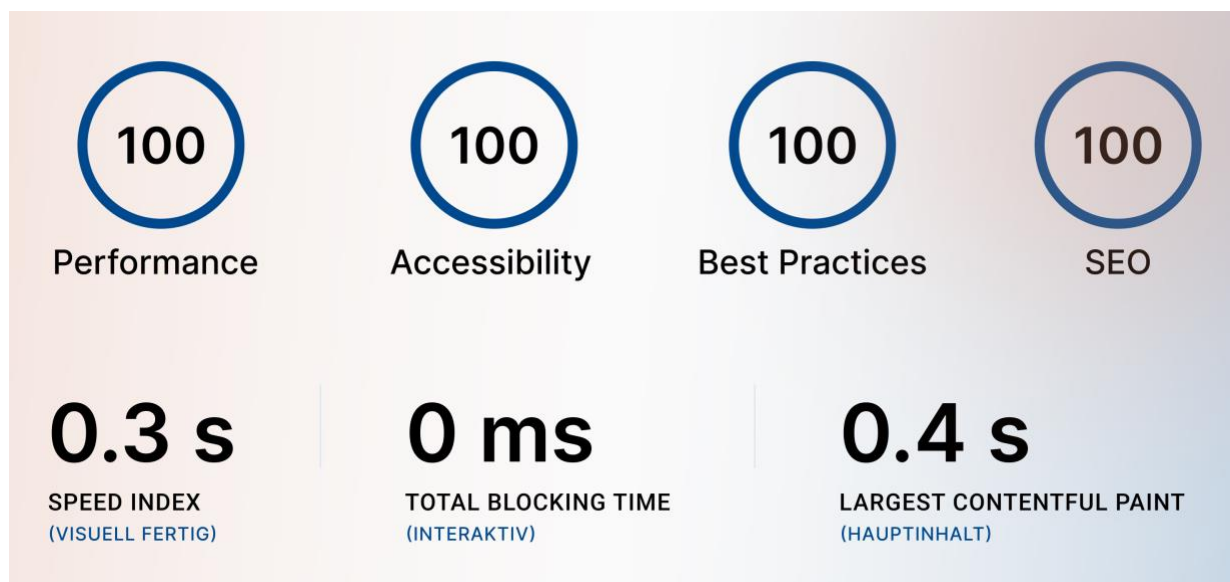 100 100 100 100
Performance Accessibility Best Practices SEO
0.3 s 0 ms 0.4 s
SPEED INDEX TOTAL BLOCKING TIME LARGEST CONTENTFUL PAINT
(VISUELL FERTIG) (INTERAKTIV) (HAUPTINHALT)